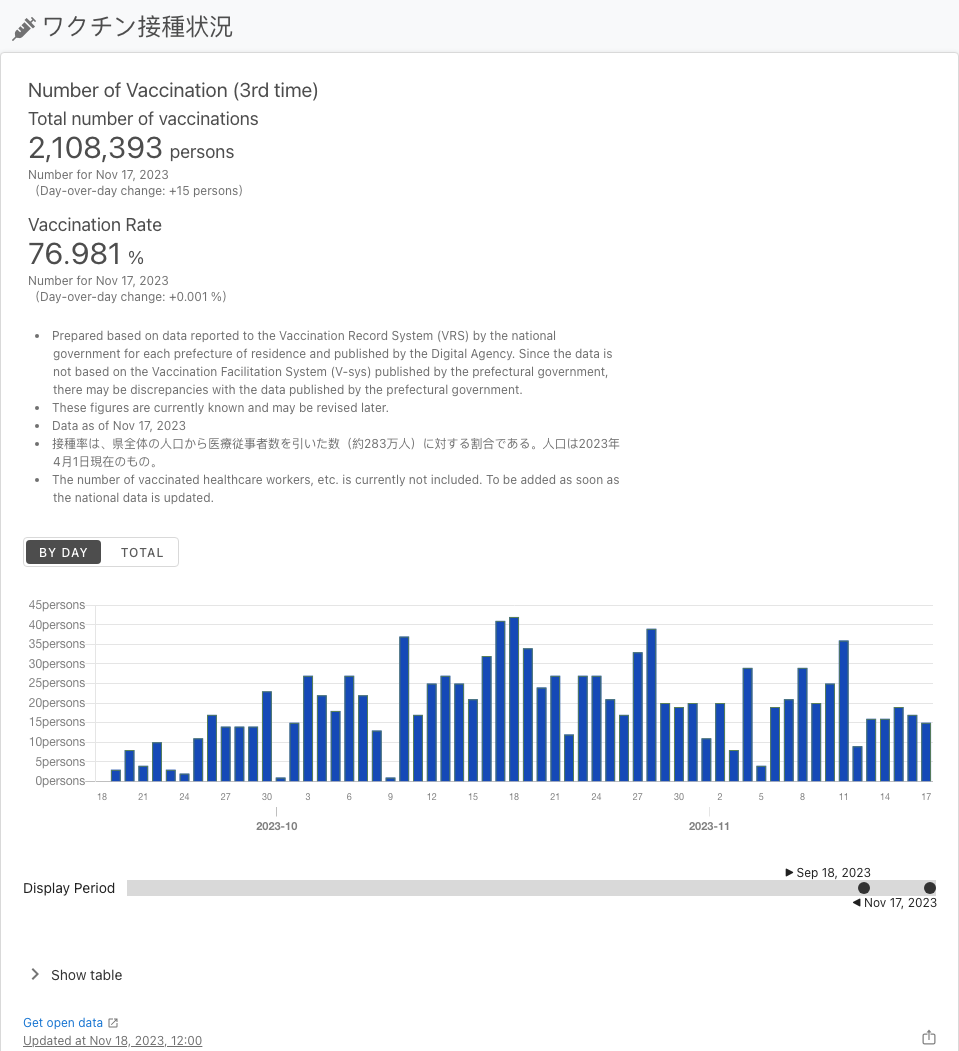 ワクチン接種状況
Number of Vaccination (3rd time)
Total number of vaccinations
2,108,393 persons
Number for Nov 17, 2023
(Day-over-day change: +15 persons)
Vaccination Rate
76.981 %
Number for Nov 17, 2023
(Day-over-day change: +0.001 %)
• Prepared based on data reported to the Vaccination Record System (VRS) by the national
government for each prefecture of residence and published by the Digital Agency. Since the data is
not based on the Vaccination Facilitation System (V-sys) published by the prefectural government,
there may be discrepancies with the data published by the prefectural government.
• These figures are currently known and may be revised later.
• Data as of Nov 17, 2023
• 接種率は、県全体の人口から医療従事者数を引いた数（約283万人）に対する割合である。人口は2023年
4月1日現在のもの。
• The number of vaccinated healthcare workers, etc. is currently not included. To be added as soon as
the national data is updated.
BY DAY TOTAL
45persons
40persons
35persons
30persons
25persons
20persons
15persons
10persons
5persons
0persons
18 21 24 27 30 3 6 9 12 15 18 21 24 27 30 2 5 8 11 14 17
2023-10 2023-11
Sep 18, 2023
Display Period
Nov 17, 2023
Show table
Get open data
Updated at Nov 18, 2023, 12:00